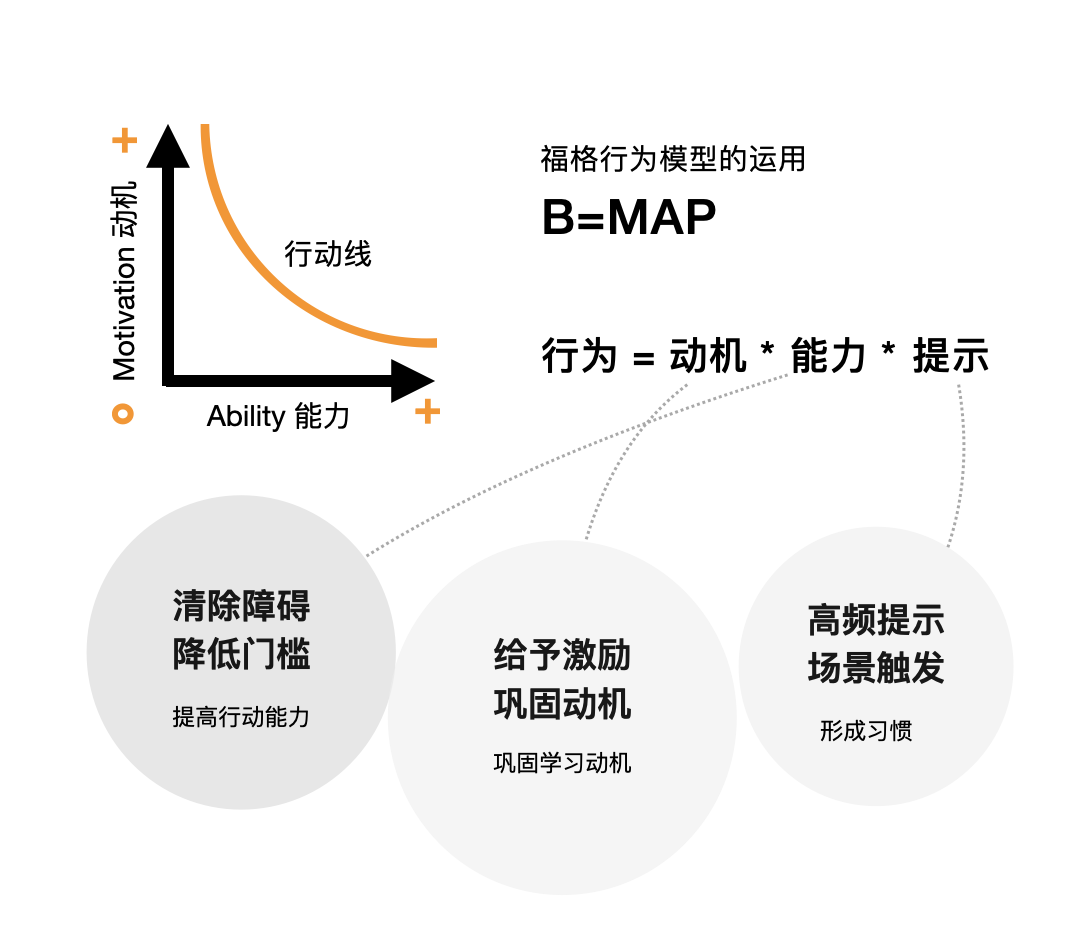 +
Motivation 动机
行动线
Ability 能力
+
福格行为模型的运用
B=MAP
行为 = 动机 * 能力 * 提示
清除障碍
降低门槛
提高行动能力
给予激励
巩固动机
巩固学习动机
高频提示
场景触发
形成习惯